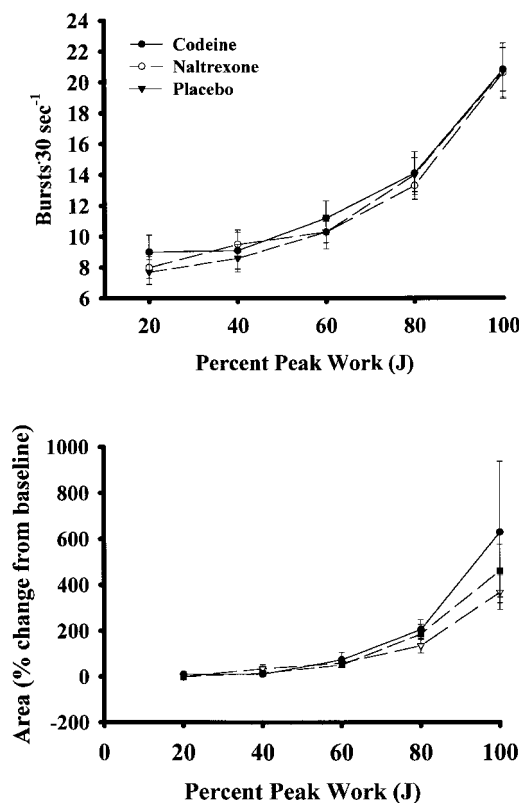 24
22
20
18
16
14
12
10
8
6
Bursts·30 sec⁻¹
Codeine
Naltrexone
Placebo
20 40 60 80 100
Percent Peak Work (J)
1000
800
600
400
200
0
-200
Area (% change from baseline)
0 20 40 60 80 100
Percent Peak Work (J)